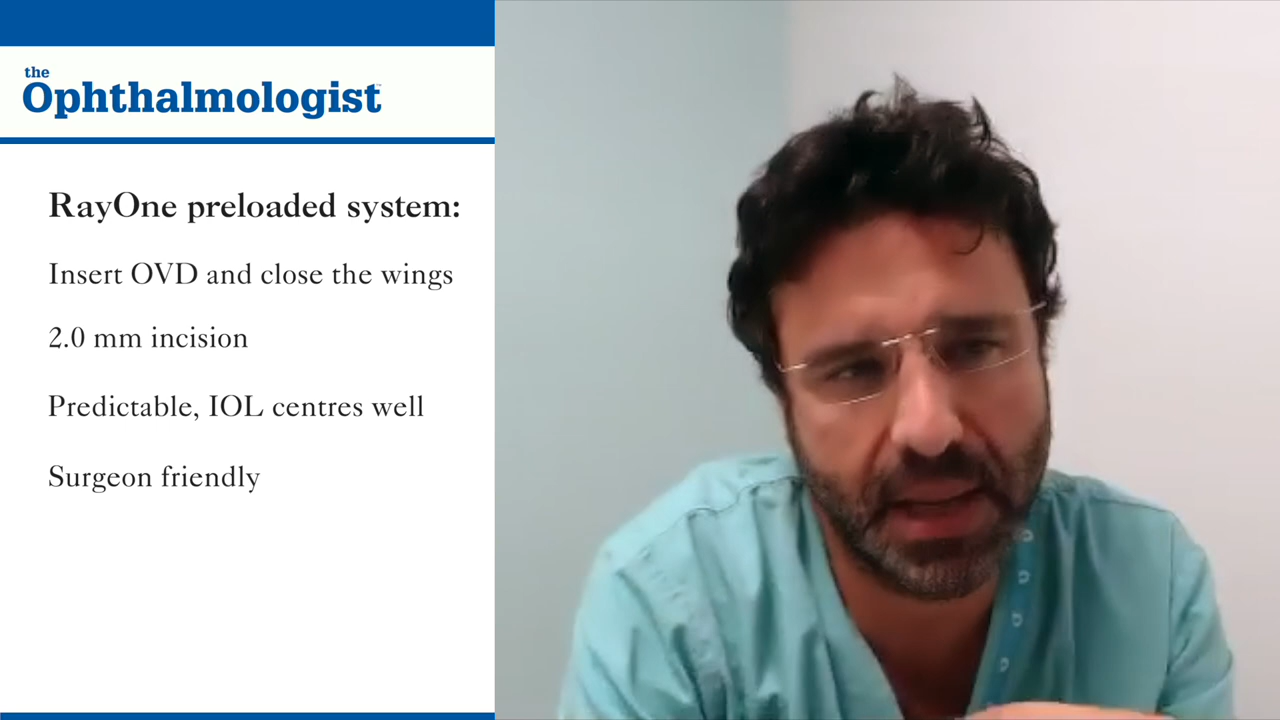 the
Ophthalmologist
RayOne preloaded system:
Insert OVD and close the wings
2.0 mm incision
Predictable, IOL centres well
Surgeon friendly